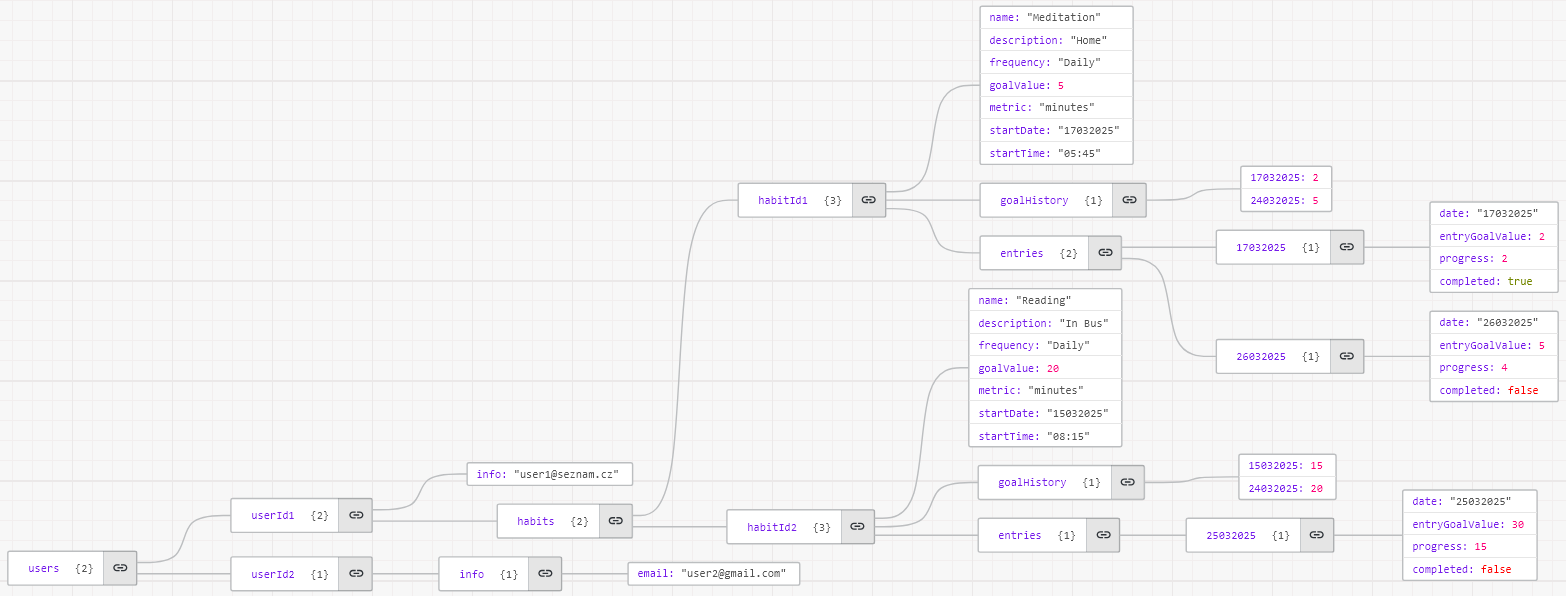 name: "Meditation"
description: "Home"
frequency: "Daily"
goalValue: 5
metric: "minutes"
startDate: "17032025"
startTime: "05:45"
habitId1 {3}
goalHistory {1}
17032025: 2
24032025: 5
entries {2}
17032025 {1}
date: "17032025"
entryGoalValue: 2
progress: 2
completed: true
26032025 {1}
date: "26032025"
entryGoalValue: 5
progress: 4
completed: false
name: "Reading"
description: "In Bus"
frequency: "Daily"
goalValue: 20
metric: "minutes"
startDate: "15032025"
startTime: "08:15"
info: "user1@seznam.cz"
userId1 {2}
habits {2}
habitId2 {3}
goalHistory {1}
15032025: 15
24032025: 20
entries {1}
25032025 {1}
date: "25032025"
entryGoalValue: 30
progress: 15
completed: false
users {2}
userId2 {1}
info {1}
email: "user2@gmail.com"